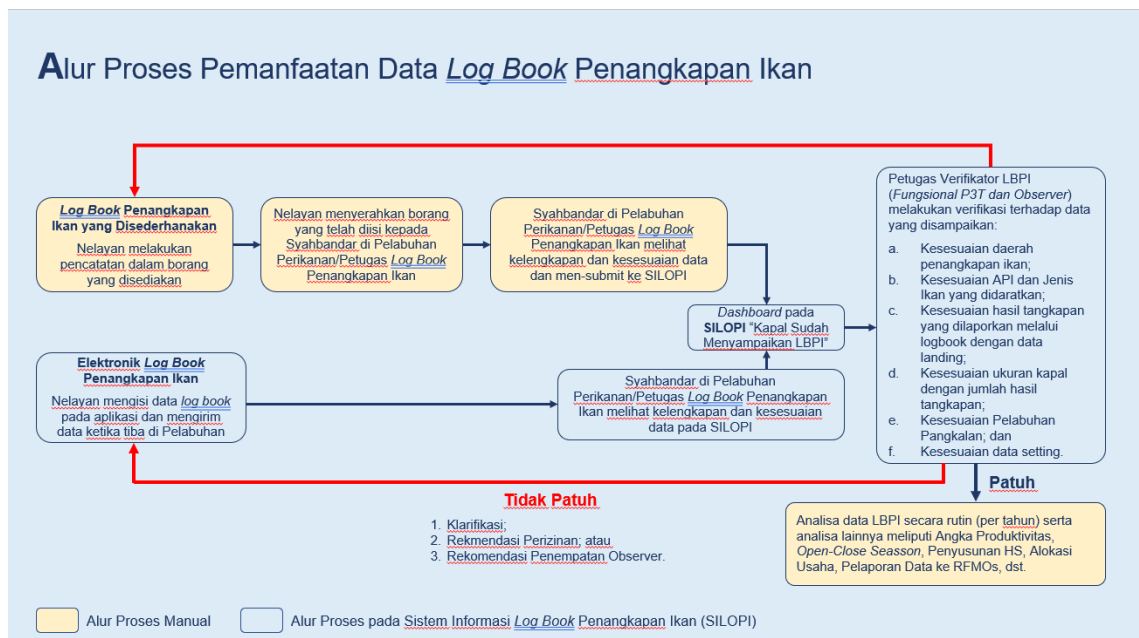 Alur Proses Pemanfaatan Data Log Book Penangkapan Ikan
Log Book Penangkapan
Ikan yang Disederhanakan
Nelayan melakukan
pencatatan dalam borang
yang disediakan
Nelayan menyerahkan borang
yang telah diisi kepada
Syahbandar di Pelabuhan
Perikanan/Petugas Log Book
Penangkapan Ikan
Syahbandar di Pelabuhan
Perikanan/Petugas Log Book
Penangkapan Ikan melihat
kelengkapan dan kesesuaian data
dan men-submit ke SILOPI
Elektronik Log Book
Penangkapan Ikan
Nelayan mengisi data log book
pada aplikasi dan mengirim
data ketika tiba di Pelabuhan
Syahbandar di Pelabuhan
Perikanan/Petugas Log Book Penangkapan
Ikan melihat kelengkapan dan kesesuaian
data pada SILOPI
Dashboard pada
SILOPI “Kapal Sudah
Menyampaikan LBPI”
Petugas Verifikator LBPI
(Fungsional P3T dan Observer)
melakukan verifikasi terhadap data
yang disampaikan:
a. Kesesuaian daerah
penangkapan ikan;
b. Kesesuaian API dan Jenis
Ikan yang didaratkan;
c. Kesesuaian hasil tangkapan
yang dilaporkan melalui
logbook dengan data
landing;
d. Kesesuaian ukuran kapal
dengan jumlah hasil
tangkapan;
e. Kesesuaian Pelabuhan
Pangkalan; dan
f. Kesesuaian data setting.
Patuh
Tidak Patuh
1. Klarifikasi;
2. Rekmendasi Perizinan; atau
3. Rekomendasi Penempatan Observer.
Analisa data LBPI secara rutin (per tahun) serta
analisa lainnya meliputi Angka Produktivitas,
Open-Close Seasson, Penyusunan HS, Alokasi
Usaha, Pelaporan Data ke RFMOs, dst.
Alur Proses Manual
Alur Proses pada Sistem Informasi Log Book Penangkapan Ikan (SILOPI)